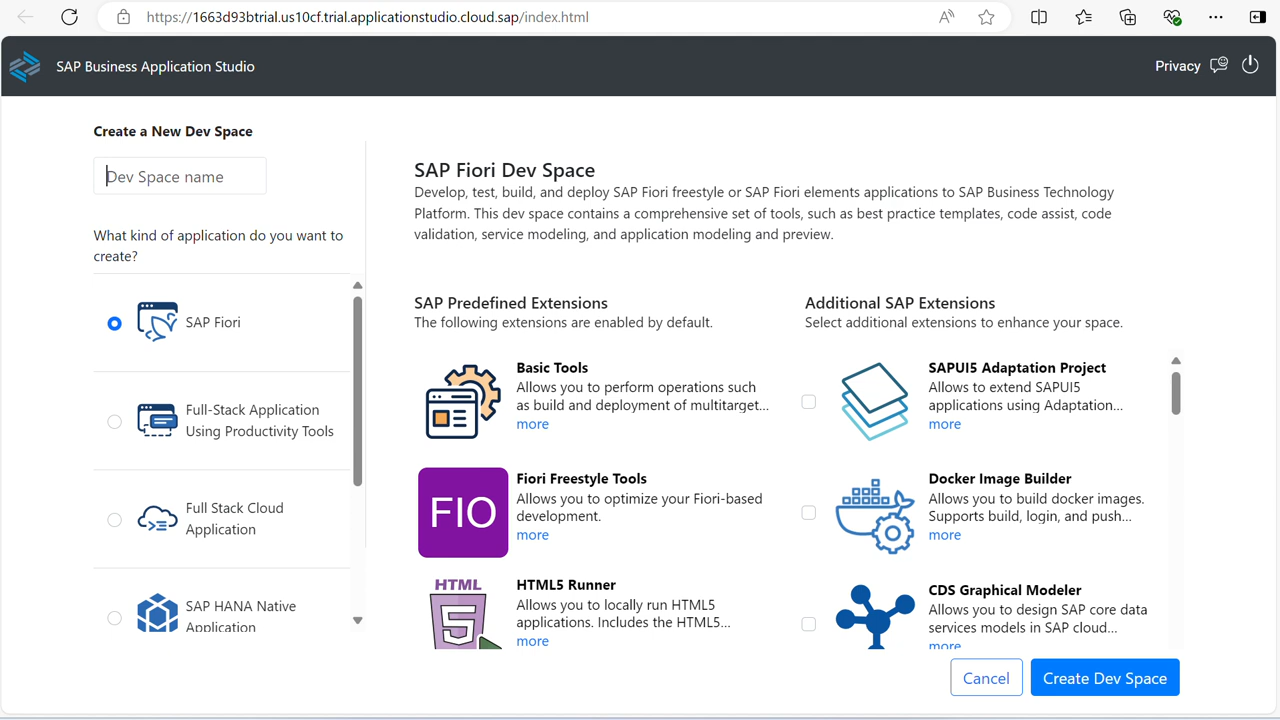 https://1663d93btrial.us10cf.trial.applicationstudio.cloud.sap/index.html
SAP Business Application Studio
Privacy
Create a New Dev Space
Dev Space name
What kind of application do you want to
create?
SAP Fiori
Full-Stack Application
Using Productivity Tools
Full Stack Cloud
Application
SAP HANA Native
Application
SAP Fiori Dev Space
Develop, test, build, and deploy SAP Fiori freestyle or SAP Fiori elements applications to SAP Business Technology
Platform. This dev space contains a comprehensive set of tools, such as best practice templates, code assist, code
validation, service modeling, and application modeling and preview.
SAP Predefined Extensions
The following extensions are enabled by default.
Basic Tools
Allows you to perform operations such
as build and deployment of multitarget...
more
FIO
Fiori Freestyle Tools
Allows you to optimize your Fiori-based
development.
more
HTML
5
HTML5 Runner
Allows you to locally run HTML5
applications. Includes the HTML5...
more
Additional SAP Extensions
Select additional extensions to enhance your space.
SAPUI5 Adaptation Project
Allows to extend SAPUI5
applications using Adaptation...
more
Docker Image Builder
Allows you to build docker images.
Supports build, login, and push...
more
CDS Graphical Modeler
Allows you to design SAP core data
services models in SAP cloud...
more
Cancel
Create Dev Space